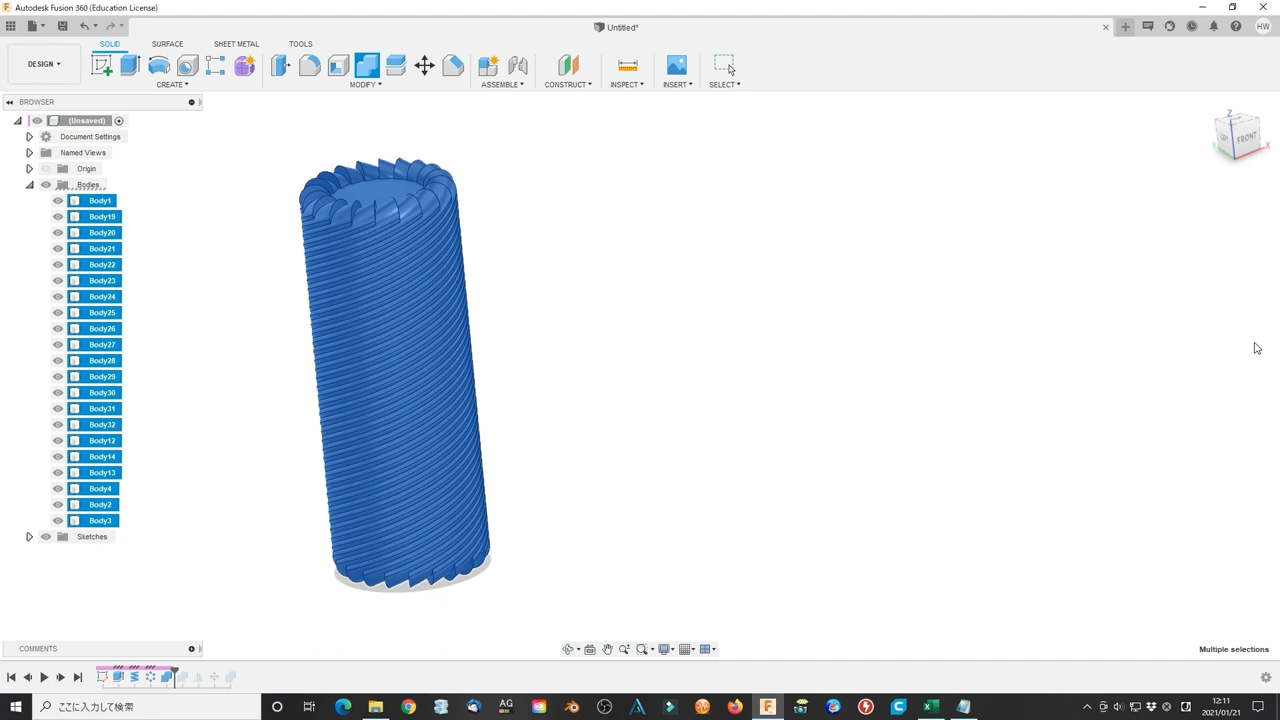 Autodesk Fusion 360 (Education License)
Untitled*
HW
DESIGN
SOLID
SURFACE
SHEET METAL
TOOLS
CREATE
MODIFY
ASSEMBLE
CONSTRUCT
INSPECT
INSERT
SELECT
BROWSER
(Unsaved)
Document Settings
Named Views
Origin
Bodies
Body1
Body19
Body20
Body21
Body22
Body23
Body24
Body25
Body26
Body27
Body28
Body29
Body30
Body31
Body32
Body12
Body14
Body13
Body4
Body2
Body3
Sketches
Z
FRONT
X
COMMENTS
Multiple selections
ここに入力して検索
AG
12:11
2021/01/21